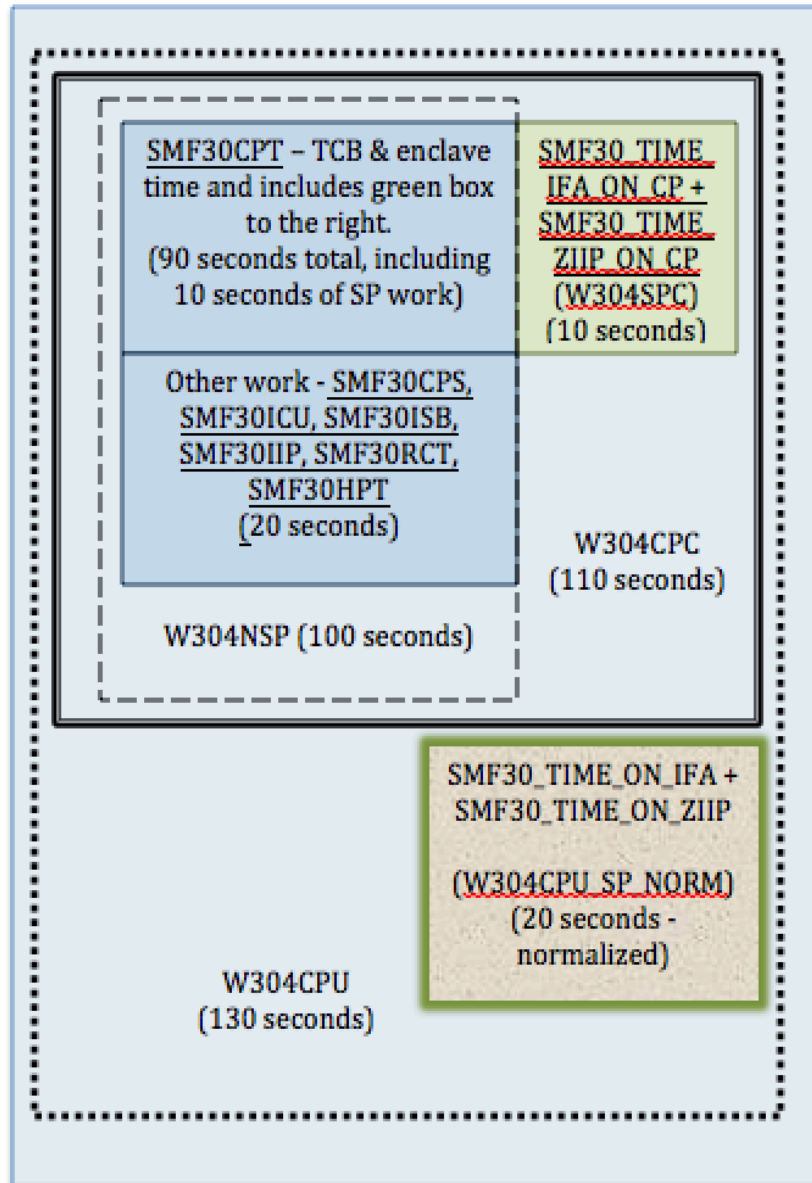 SMF30CPT – TCB & enclave
time and includes green box
to the right.
(90 seconds total, including
10 seconds of SP work)
SMF30_TIME_
IFA_ON_CP +
SMF30_TIME_
ZIIP_ON_CP
(W304SPC)
(10 seconds)
Other work - SMF30CPS,
SMF30ICU, SMF30ISB,
SMF30IIP, SMF30RCT,
SMF30HPT
(20 seconds)
W304CPC
(110 seconds)
W304NSP (100 seconds)
SMF30_TIME_ON_IFA +
SMF30_TIME_ON_ZIIP
(W304CPU_SP_NORM)
(20 seconds -
normalized)
W304CPU
(130 seconds)